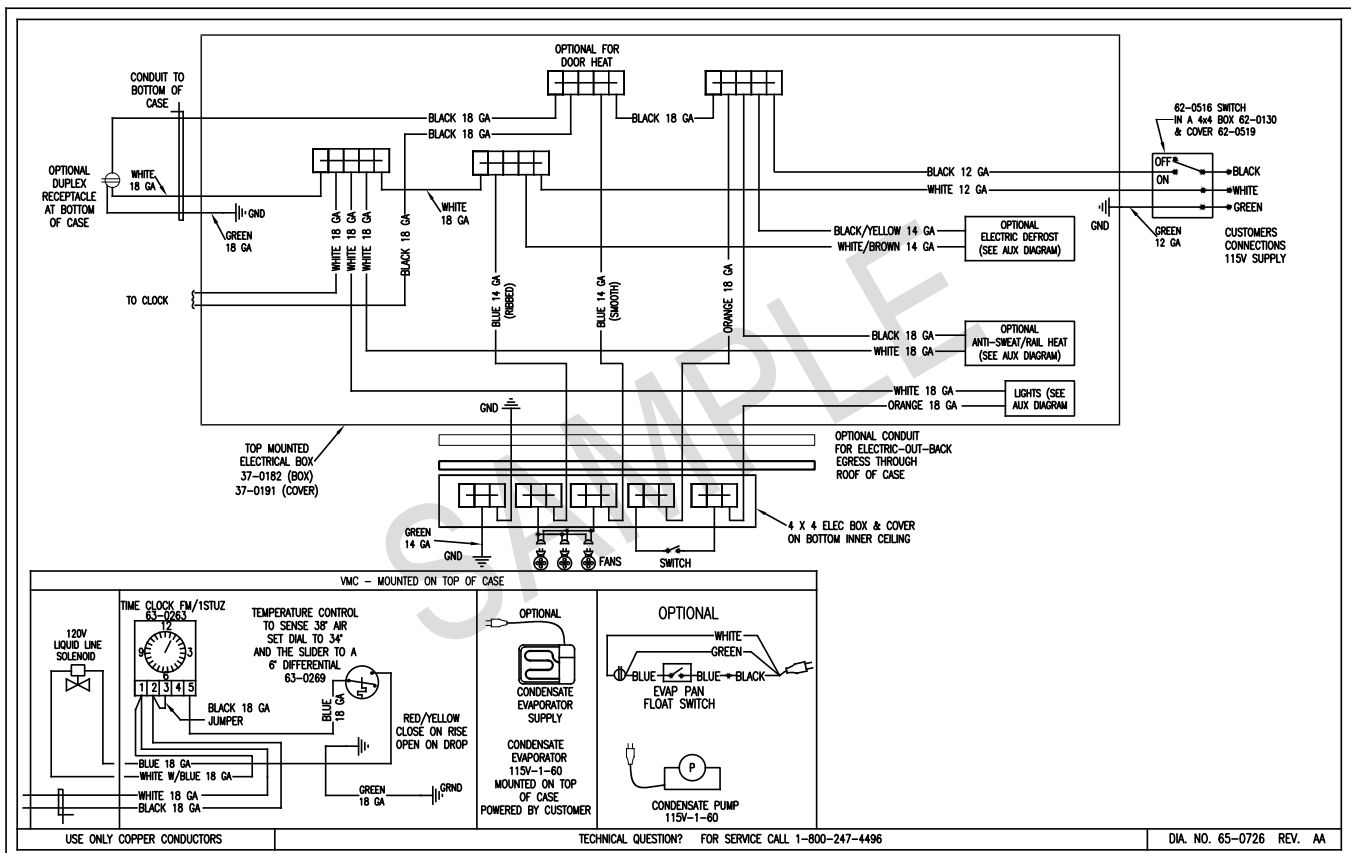 OPTIONAL FOR
DOOR HEAT
CONDUIT TO
BOTTOM OF
CASE
BLACK 18 GA
BLACK 18 GA
BLACK 18 GA
62-0516 SWITCH
IN A 4x4 BOX 62-0130
& COVER 62-0519
OPTIONAL
DUPLEX
RECEPTACLE
AT BOTTOM
OF CASE
WHITE
18 GA
GND
GREEN
18 GA
WHITE 18 GA
WHITE 18 GA
WHITE 18 GA
BLACK 18 GA
WHITE
18 GA
BLACK 12 GA
WHITE 12 GA
OFF
ON
BLACK
WHITE
GREEN
GND
GREEN
12 GA
CUSTOMERS
CONNECTIONS
115V SUPPLY
BLACK/YELLOW 14 GA
WHITE/BROWN 14 GA
OPTIONAL
ELECTRIC DEFROST
(SEE AUX DIAGRAM)
TO CLOCK
BLUE 14 GA
(RIBBED)
BLUE 14 GA
(SMOOTH)
ORANGE 18 GA
BLACK 18 GA
WHITE 18 GA
OPTIONAL
ANTI-SWEAT/RAIL HEAT
(SEE AUX DIAGRAM)
WHITE 18 GA
ORANGE 18 GA
LIGHTS (SEE
AUX DIAGRAM
GND
TOP MOUNTED
ELECTRICAL BOX
37-0182 (BOX)
37-0191 (COVER)
OPTIONAL CONDUIT
FOR ELECTRIC-OUT-BACK
EGRESS THROUGH
ROOF OF CASE
4 X 4 ELEC BOX & COVER
ON BOTTOM INNER CEILING
GREEN
14 GA
GND
FANS
SWITCH
SAMPLE
VMC - MOUNTED ON TOP OF CASE
120V
LIQUID LINE
SOLENOID
TIME CLOCK FM/1STUZ
63-0263
12
9
3
6
1 2 3 4 5
BLACK 18 GA
JUMPER
TEMPERATURE CONTROL
TO SENSE 38° AIR
SET DIAL TO 34°
AND THE SLIDER TO A
6° DIFFERENTIAL
63-0269
BLUE
18 GA
RED/YELLOW
CLOSE ON RISE
OPEN ON DROP
BLUE 18 GA
WHITE W/BLUE 18 GA
WHITE 18 GA
BLACK 18 GA
GREEN
18 GA
GRND
OPTIONAL
CONDENSATE
EVAPORATOR
SUPPLY
CONDENSATE
EVAPORATOR
115V-1-60
MOUNTED ON TOP
OF CASE
POWERED BY CUSTOMER
OPTIONAL
WHITE
GREEN
BLUE
BLUE
BLACK
EVAP PAN
FLOAT SWITCH
P
CONDENSATE PUMP
115V-1-60
USE ONLY COPPER CONDUCTORS
TECHNICAL QUESTION? FOR SERVICE CALL 1-800-247-4496
DIA. NO. 65-0726 REV. AA